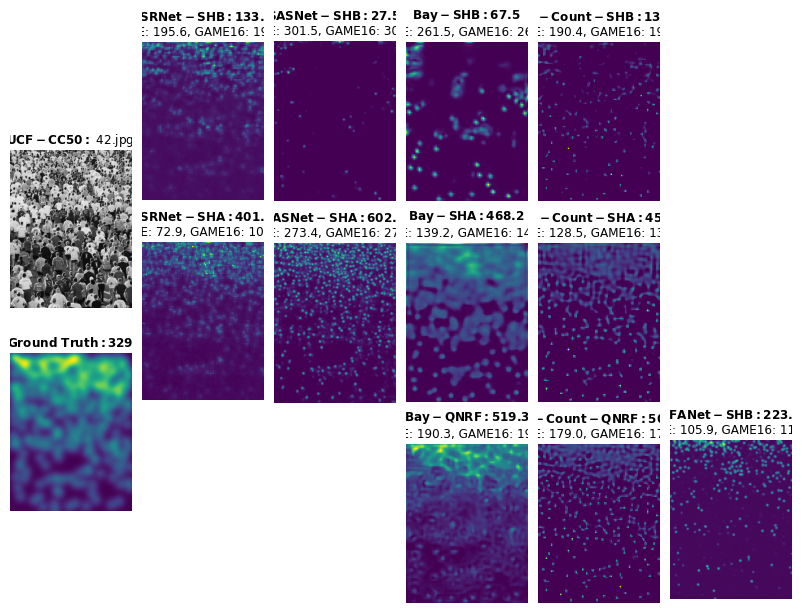 SRNet − SHB: 133.
E: 195.6, GAME16: 19
SASNet − SHB: 27.5
E: 301.5, GAME16: 30
Bay − SHB: 67.5
E: 261.5, GAME16: 26
− Count − SHB: 13
E: 190.4, GAME16: 19
UCF − CC50: 42.jpg
SRNet − SHA: 401.
E: 72.9, GAME16: 10
ASNet − SHA: 602.
E: 273.4, GAME16: 27
Bay − SHA: 468.2
E: 139.2, GAME16: 14
− Count − SHA: 45
E: 128.5, GAME16: 13
Ground Truth: 329
Bay − QNRF: 519.3
E: 190.3, GAME16: 19
− Count − QNRF: 50
E: 179.0, GAME16: 17
FANet − SHB: 223.
E: 105.9, GAME16: 11